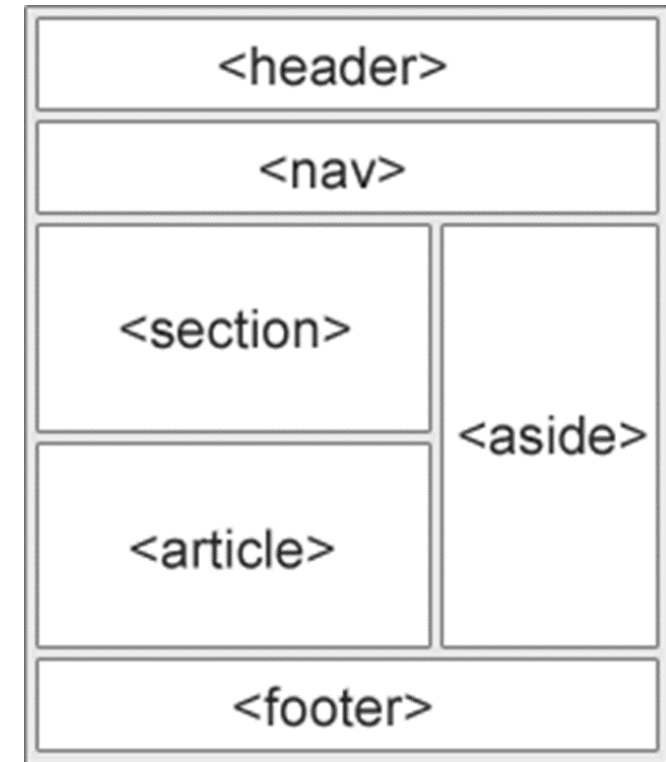 <header>
<nav>
<section>
<aside>
<article>
<footer>